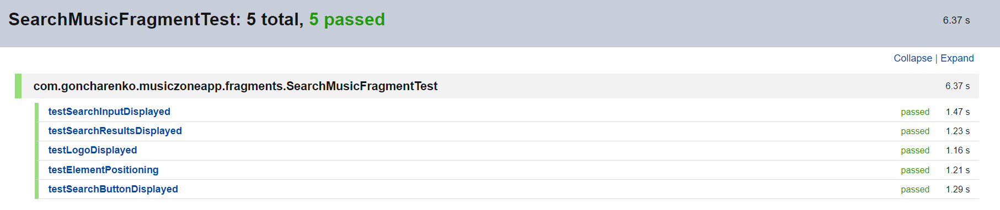 SearchMusicFragmentTest: 5 total, 5 passed 6.37 s
Collapse | Expand
com.goncharenko.musiczoneapp.fragments.SearchMusicFragmentTest 6.37 s
testSearchInputDisplayed passed 1.47 s
testSearchResultsDisplayed passed 1.23 s
testLogoDisplayed passed 1.16 s
testElementPositioning passed 1.21 s
testSearchButtonDisplayed passed 1.29 s